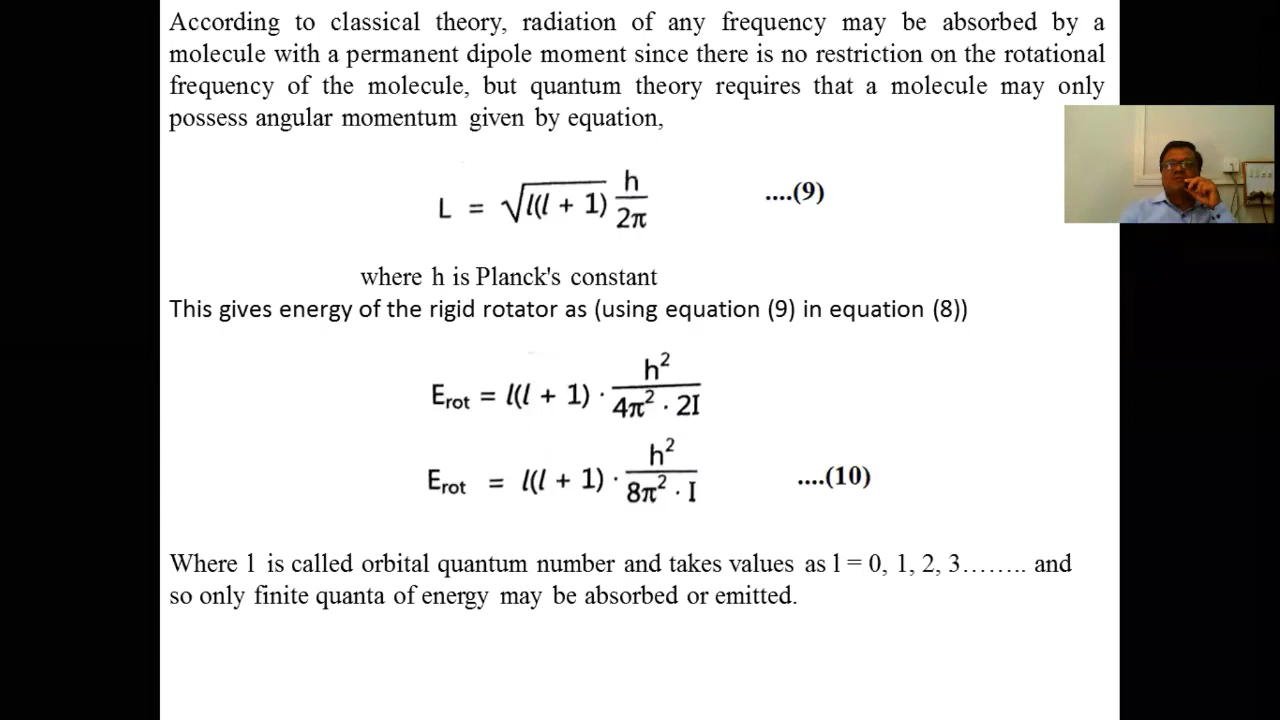 According to classical theory, radiation of any frequency may be absorbed by a
molecule with a permanent dipole moment since there is no restriction on the rotational
frequency of the molecule, but quantum theory requires that a molecule may only
possess angular momentum given by equation,
L = √l(l + 1) h/2π ....(9)
where h is Planck's constant
This gives energy of the rigid rotator as (using equation (9) in equation (8))
E_rot = l(l + 1) · h²/4π² · 2I
E_rot = l(l + 1) · h²/8π² · I ....(10)
Where l is called orbital quantum number and takes values as l = 0, 1, 2, 3…….. and
so only finite quanta of energy may be absorbed or emitted.